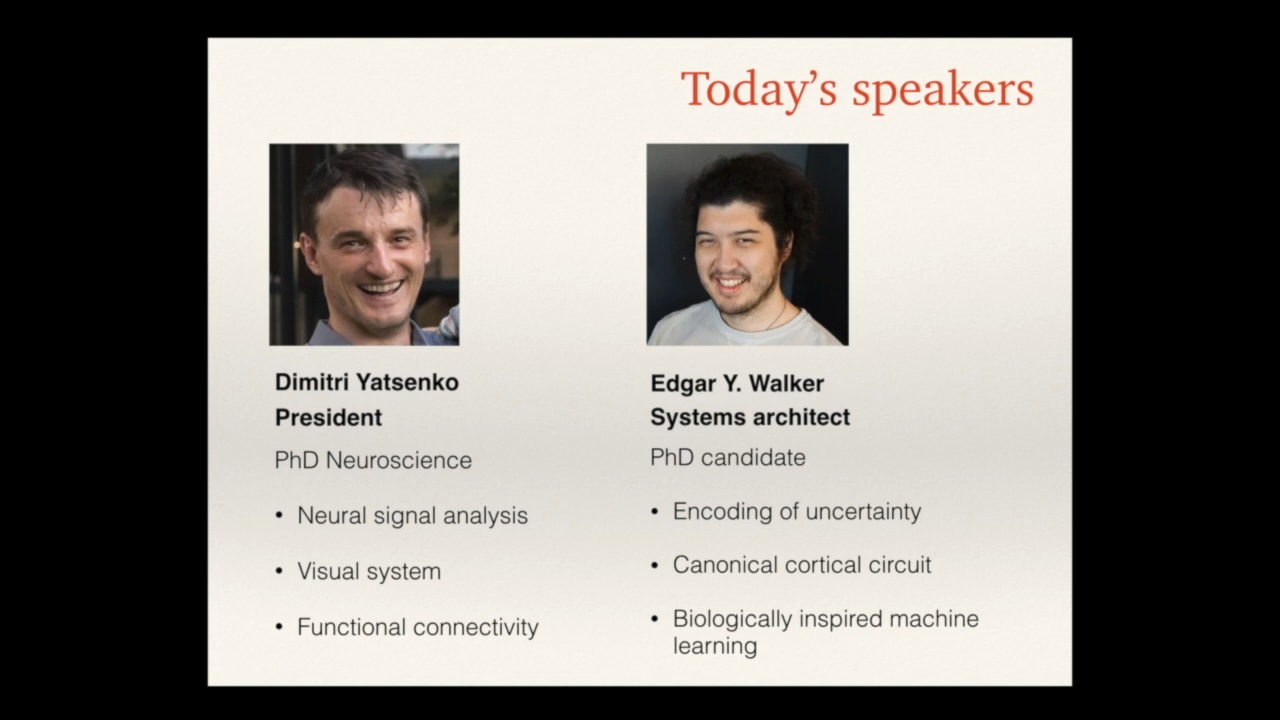 Today's speakers
Dimitri Yatsenko
President
PhD Neuroscience
• Neural signal analysis
• Visual system
• Functional connectivity
Edgar Y. Walker
Systems architect
PhD candidate
• Encoding of uncertainty
• Canonical cortical circuit
• Biologically inspired machine
learning